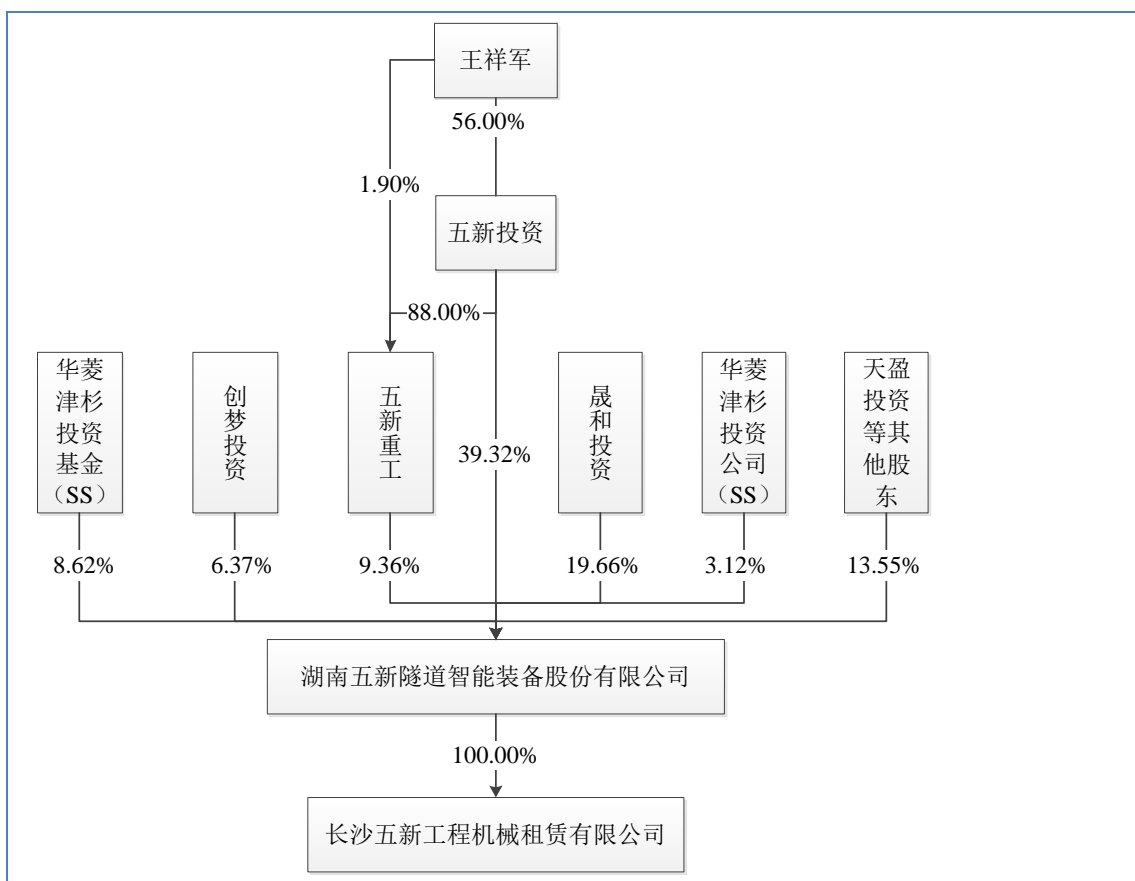 王祥军
56.00%
1.90%
五新投资
88.00%
华菱
津杉
投资
基金
（SS）
创
梦
投
资
五
新
重
工
39.32%
晟
和
投
资
华菱
津杉
投资
公司
（SS）
天盈
投资
等其
他股
东
8.62%
6.37%
9.36%
19.66%
3.12%
13.55%
湖南五新隧道智能装备股份有限公司
100.00%
长沙五新工程机械租赁有限公司